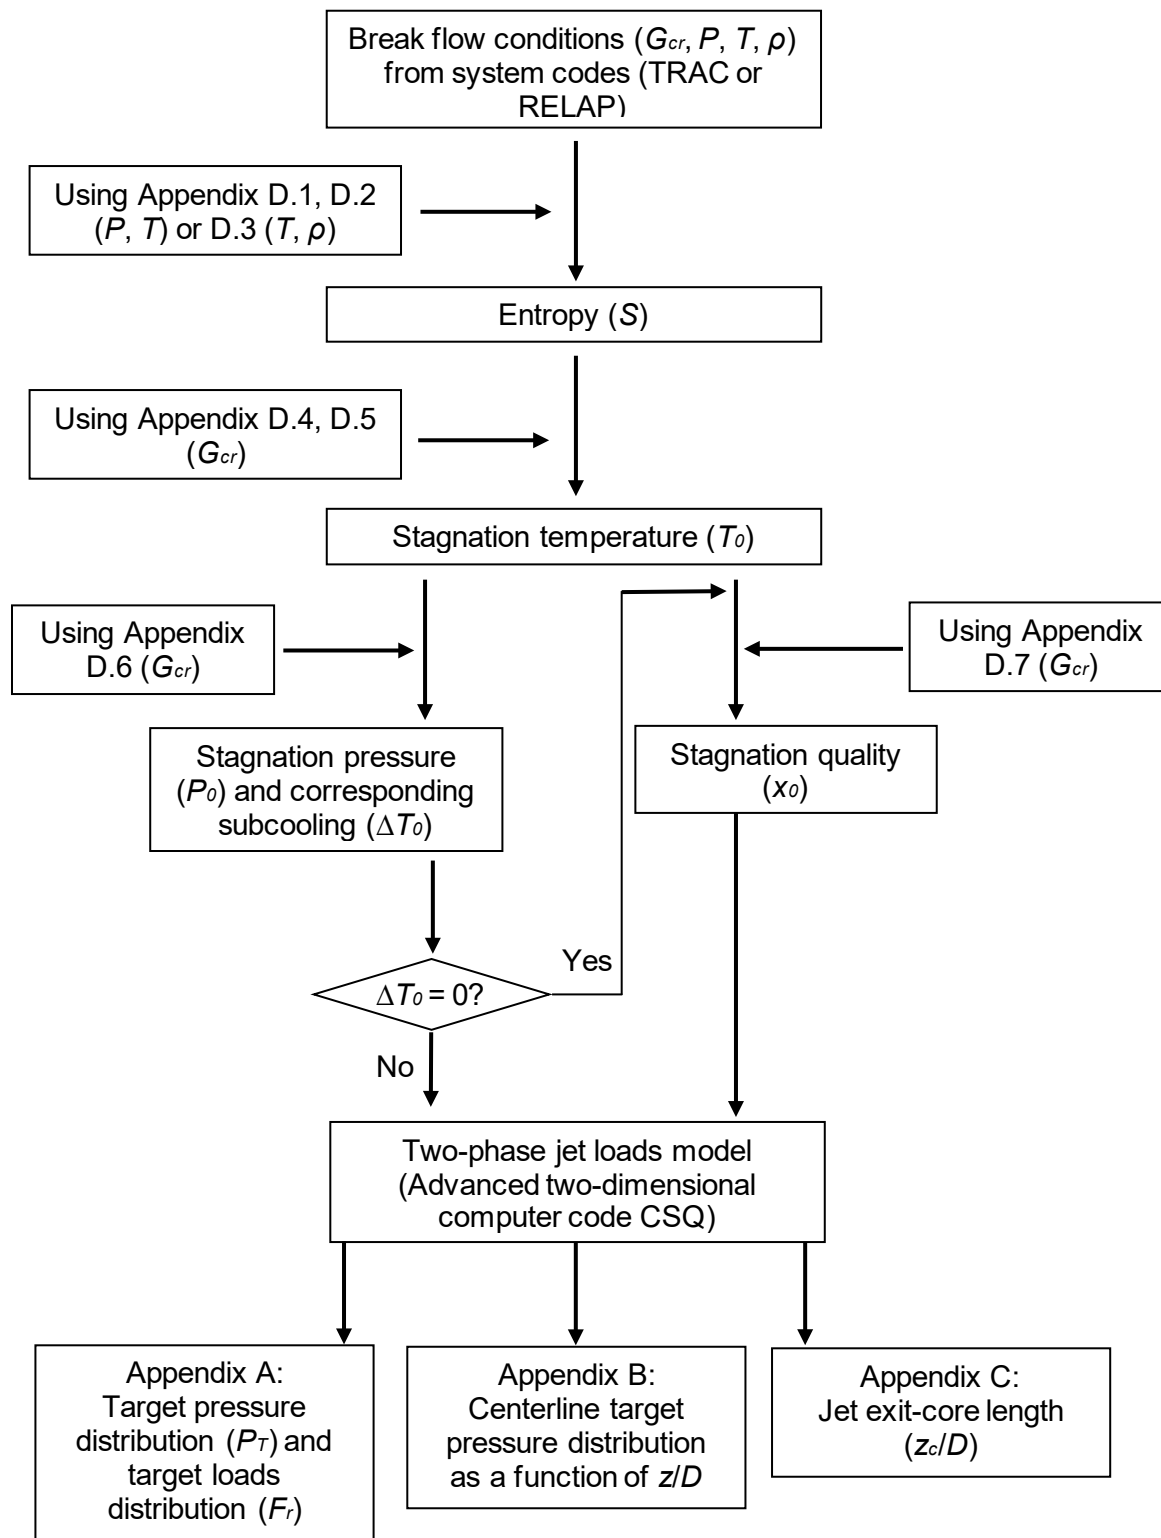 Break flow conditions (Gcr, P, T, ρ)
from system codes (TRAC or
RELAP)
Using Appendix D.1, D.2
(P, T) or D.3 (T, ρ)
Entropy (S)
Using Appendix D.4, D.5
(Gcr)
Stagnation temperature (T0)
Using Appendix
D.6 (Gcr)
Using Appendix
D.7 (Gcr)
Stagnation pressure
(P0) and corresponding
subcooling (ΔT0)
Stagnation quality
(x0)
Yes
ΔT0 = 0?
No
Two-phase jet loads model
(Advanced two-dimensional
computer code CSQ)
Appendix A:
Target pressure
distribution (PT) and
target loads
distribution (Fr)
Appendix B:
Centerline target
pressure distribution
as a function of z/D
Appendix C:
Jet exit-core length
(zc/D)